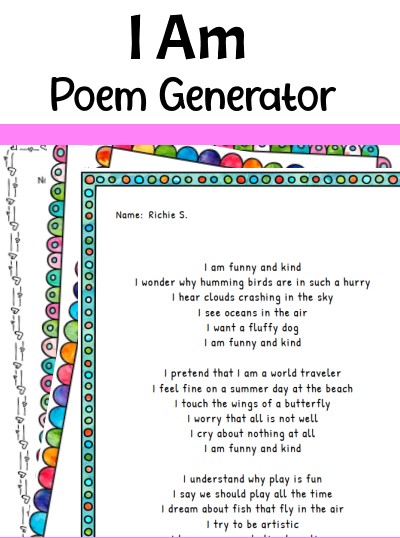 I Am
Poem Generator
Name: Richie S.
I am funny and kind
I wonder why humming birds are in such a hurry
I hear clouds crashing in the sky
I see oceans in the air
I want a fluffy dog
I am funny and kind
I pretend that I am a world traveler
I feel fine on a summer day at the beach
I touch the wings of a butterfly
I worry that all is not well
I cry about nothing at all
I am funny and kind
I understand why play is fun
I say we should play all the time
I dream about fish that fly in the air
I try to be artistic